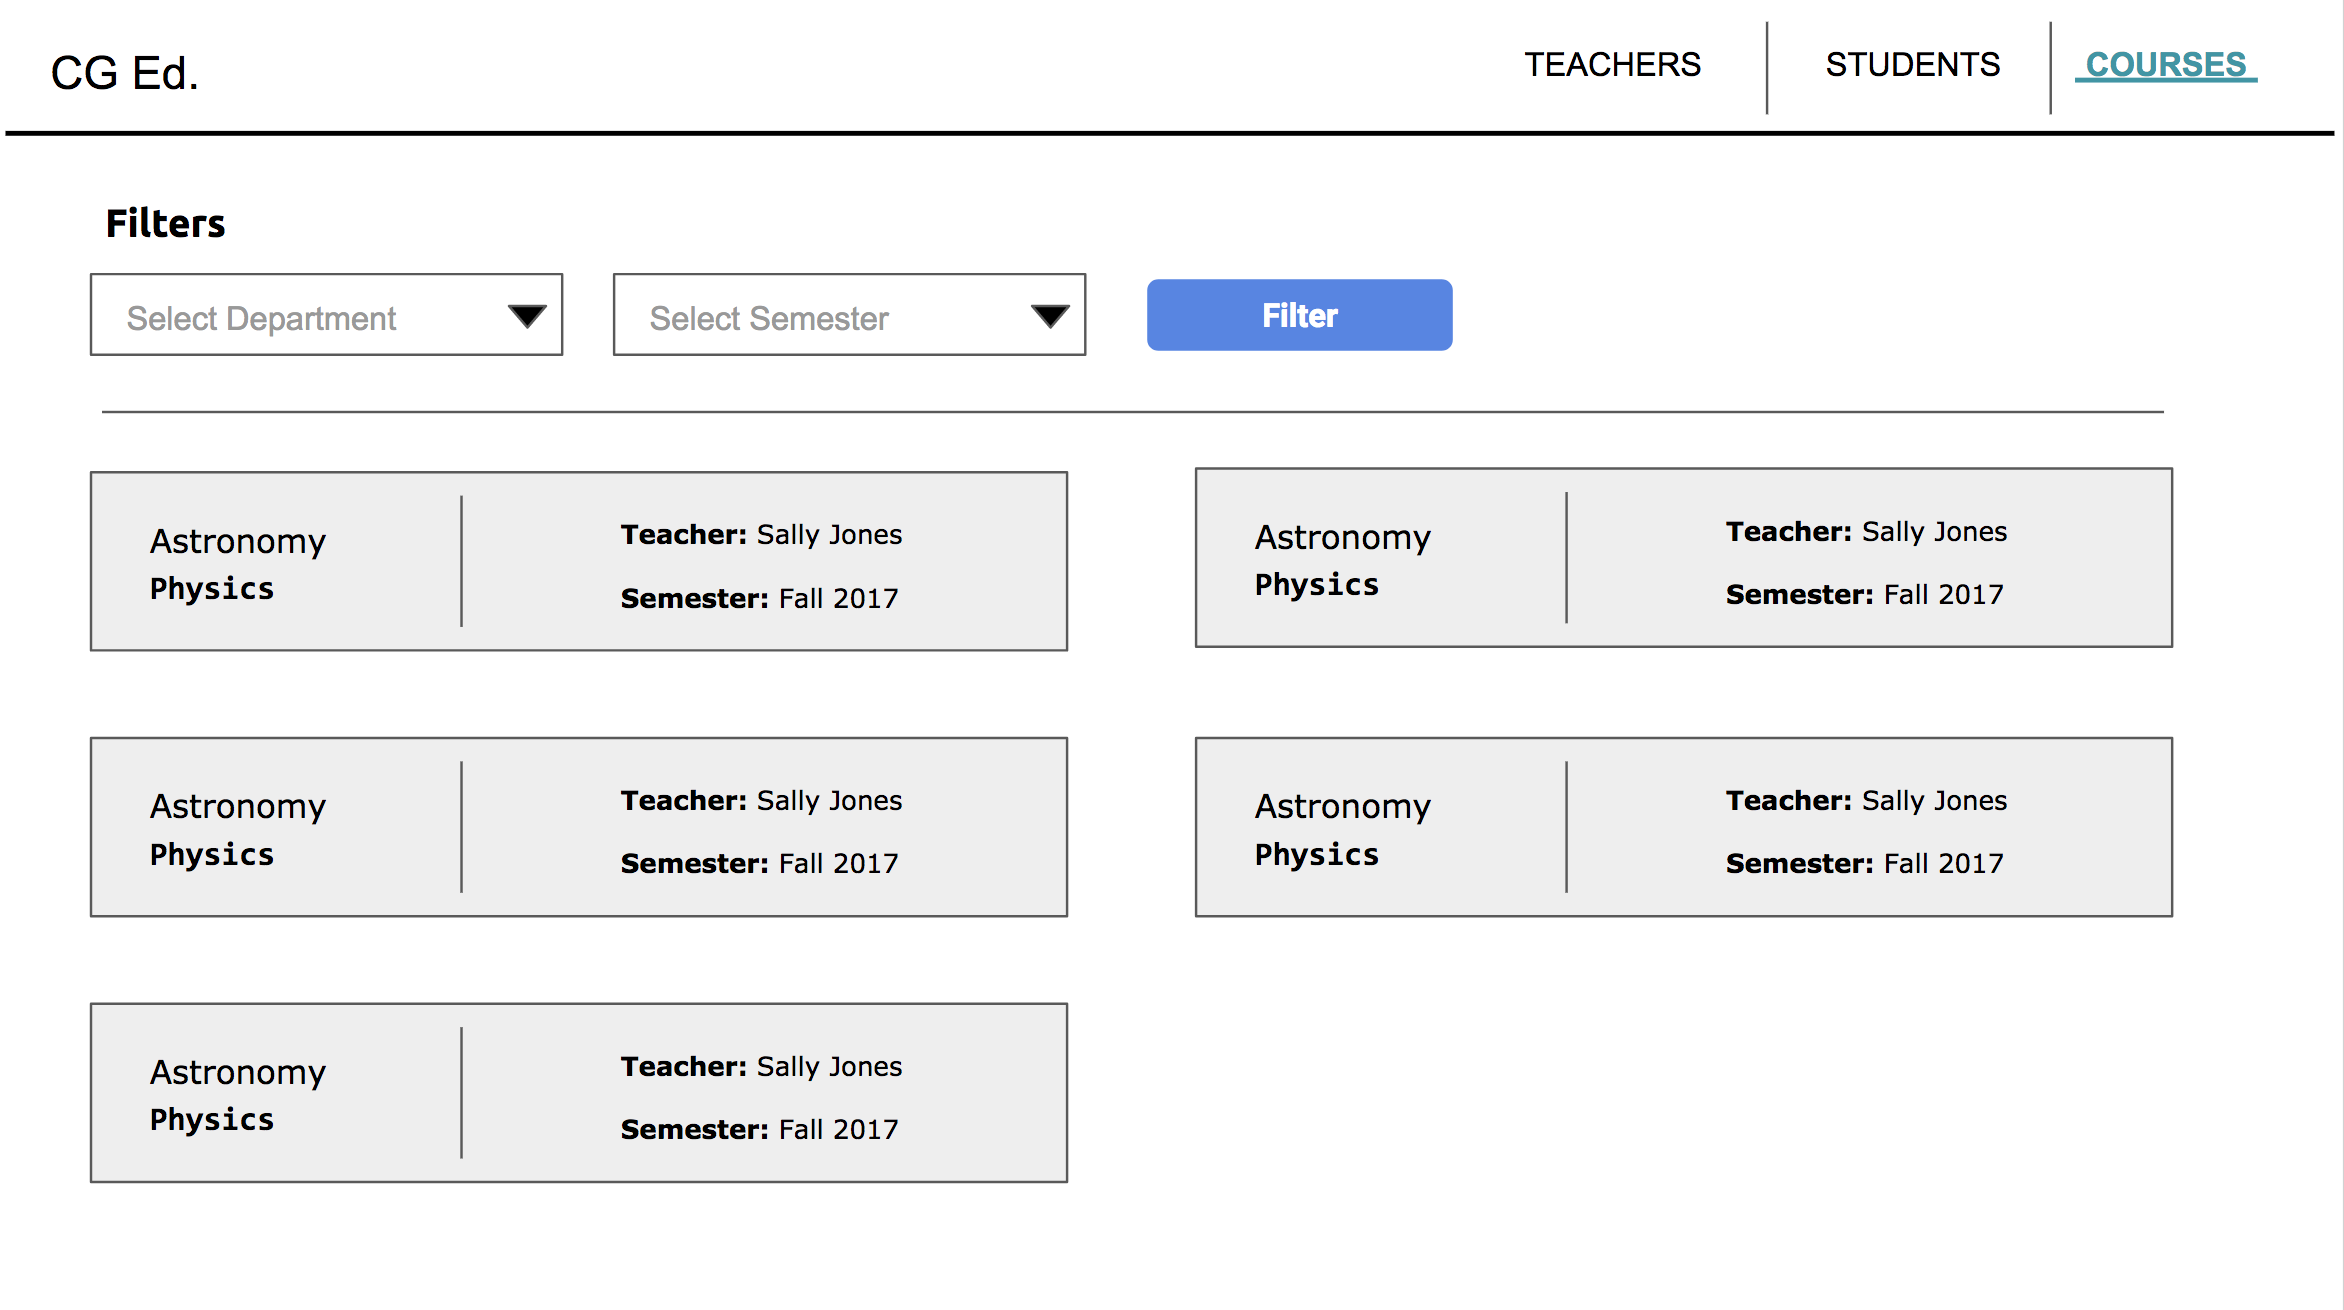 CG Ed.
TEACHERS
STUDENTS
COURSES
Filters
Select Department
Select Semester
Filter
Astronomy
Physics
Teacher: Sally Jones
Semester: Fall 2017
Astronomy
Physics
Teacher: Sally Jones
Semester: Fall 2017
Astronomy
Physics
Teacher: Sally Jones
Semester: Fall 2017
Astronomy
Physics
Teacher: Sally Jones
Semester: Fall 2017
Astronomy
Physics
Teacher: Sally Jones
Semester: Fall 2017